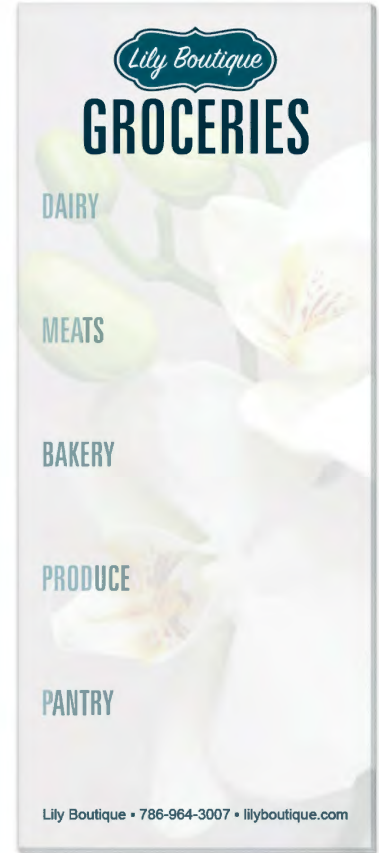 Lily Boutique
GROCERIES
DAIRY
MEATS
BAKERY
PRODUCE
PANTRY
Lily Boutique • 786-964-3007 • lilyboutique.com